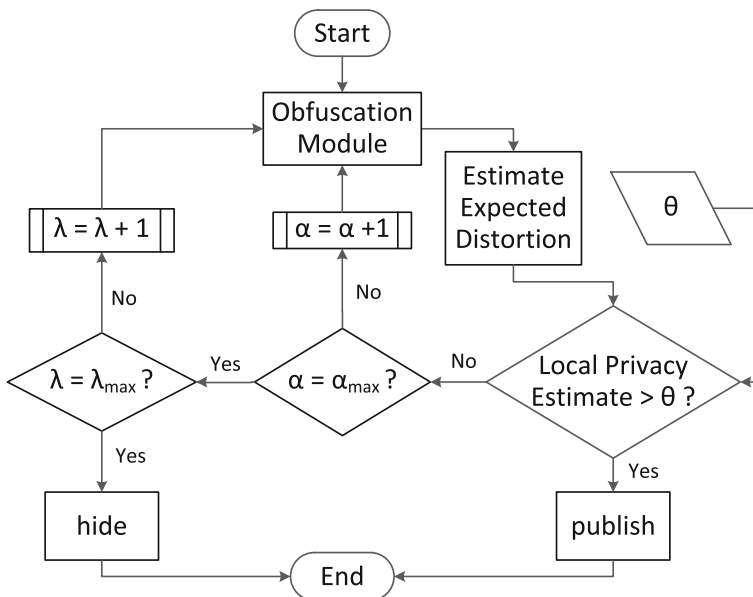 Start
Obfuscation
Module
Estimate
Expected
Distortion
θ
λ = λ + 1
α = α +1
No
No
λ = λmax ?
Yes
α = αmax ?
No
Local Privacy
Estimate > θ ?
Yes
Yes
hide
publish
End